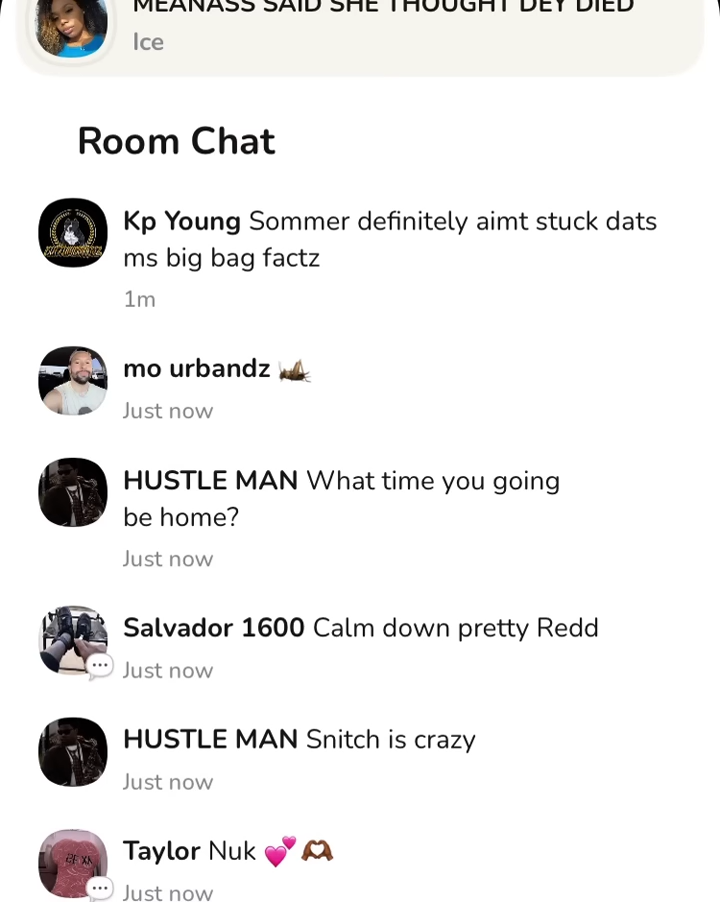 MEANASS SAID SHE THOUGHT DEY DIED
Ice
Room Chat
Kp Young Sommer definitely aimt stuck dats
ms big bag factz
1m
mo urbandz 🦗
Just now
HUSTLE MAN What time you going
be home?
Just now
Salvador 1600 Calm down pretty Redd
Just now
HUSTLE MAN Snitch is crazy
Just now
Taylor Nuk 💕🫶🏾
Just now